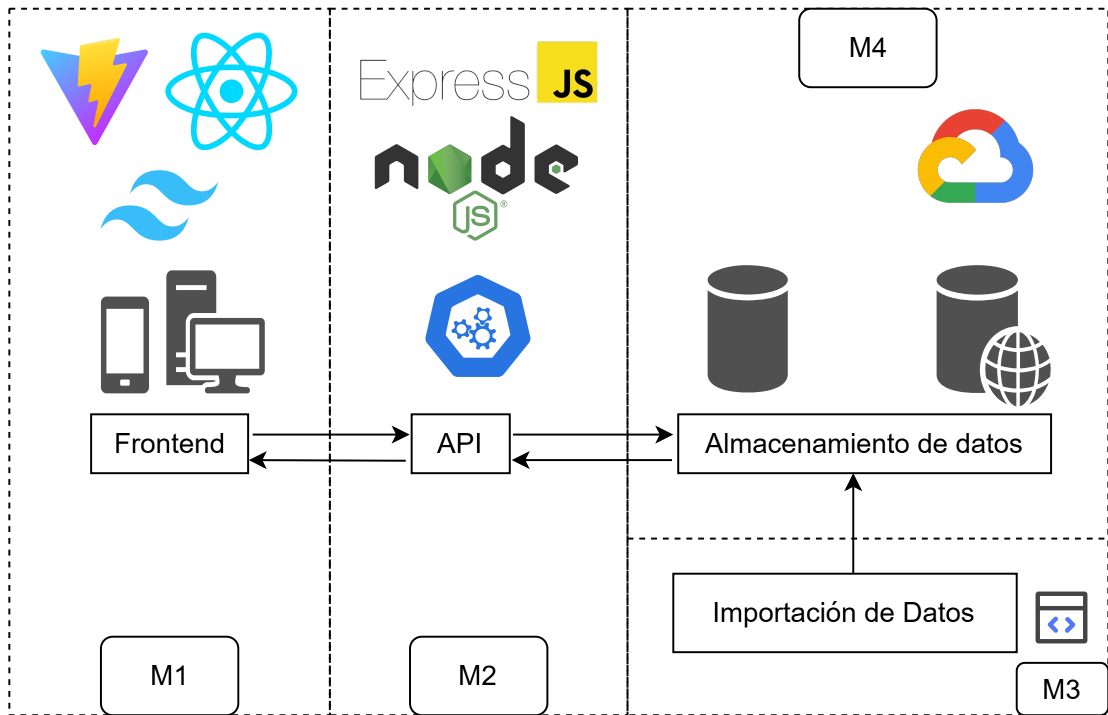 M4
Express JS
node
JS®
Frontend
API
Almacenamiento de datos
Importación de Datos
M1
M2
M3